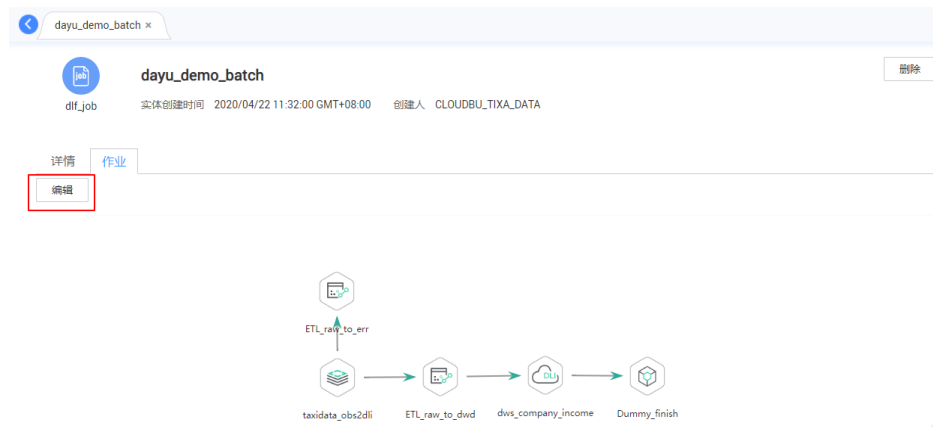 dayu_demo_batch ×
job
dayu_demo_batch
删除
dlf_job
实体创建时间 2020/04/22 11:32:00 GMT+08:00 创建人 CLOUDBU_TIXA_DATA
详情 作业
编辑
ETL_raw_to_err
DLI
taxidata_obs2dli ETL_raw_to_dwd dws_company_income Dummy_finish